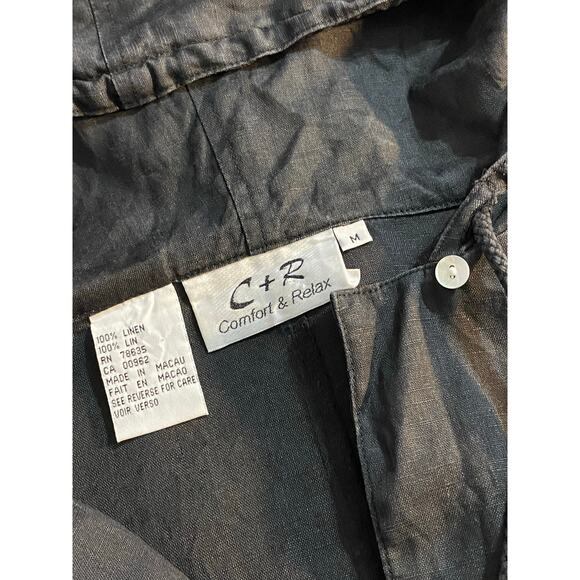 C + R
Comfort & Relax
M
100% LINEN
100% LIN
RN 78635
CA 00962
MADE IN MACAU
FAIT EN MACAO
SEE REVERSE FOR CARE
VOIR VERSO